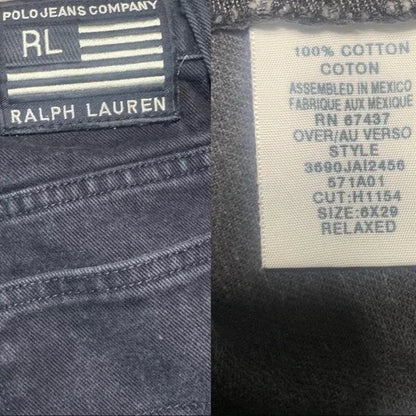 POLO JEANS COMPANY
RL
RALPH LAUREN
100% COTTON
COTON
ASSEMBLED IN MEXICO
FABRIQUE AUX MEXIQUE
RN 67437
OVER/AU VERSO
STYLE
3690JAI2456
571A01
CUT:H1154
SIZE:6X29
RELAXED